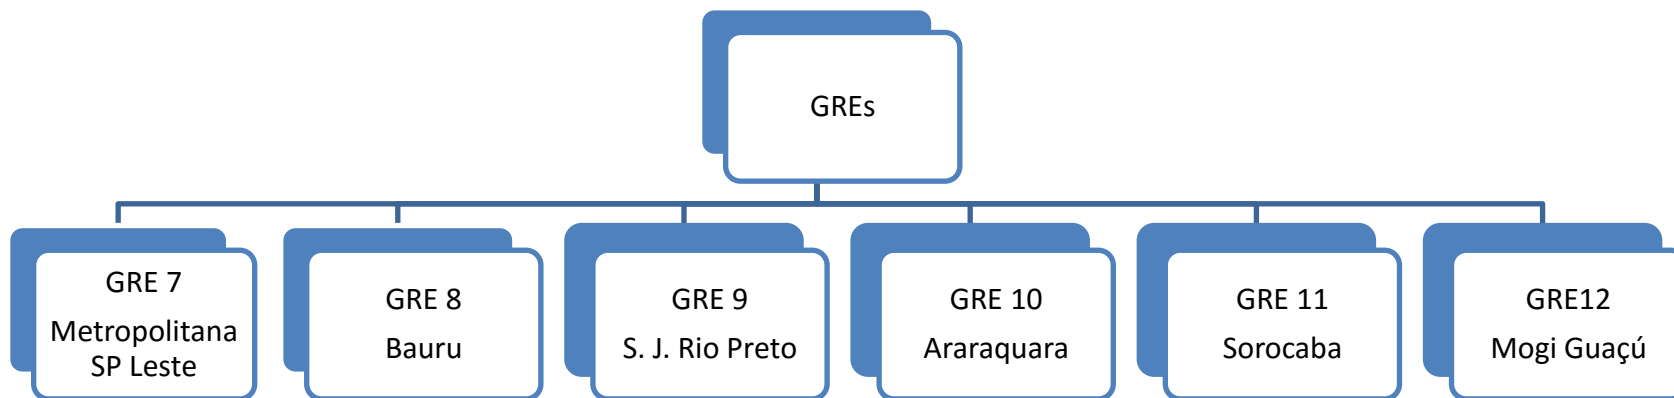 GREs
GRE 7
Metropolitana
SP Leste
GRE 8
Bauru
GRE 9
S. J. Rio Preto
GRE 10
Araraquara
GRE 11
Sorocaba
GRE12
Mogi Guaçú